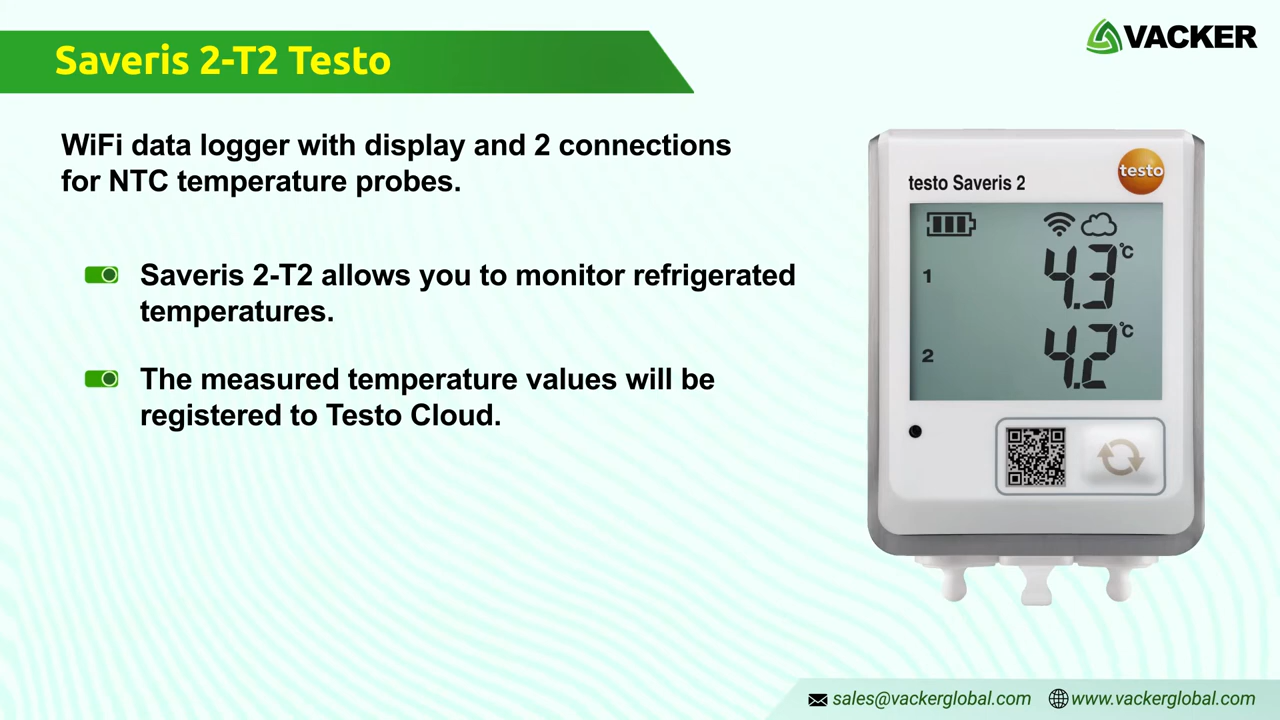 Saveris 2-T2 Testo
VACKER
WiFi data logger with display and 2 connections
for NTC temperature probes.
Saveris 2-T2 allows you to monitor refrigerated
temperatures.
The measured temperature values will be
registered to Testo Cloud.
testo Saveris 2
testo
1
4.3 °C
2
4.2 °C
sales@vackerglobal.com
www.vackerglobal.com